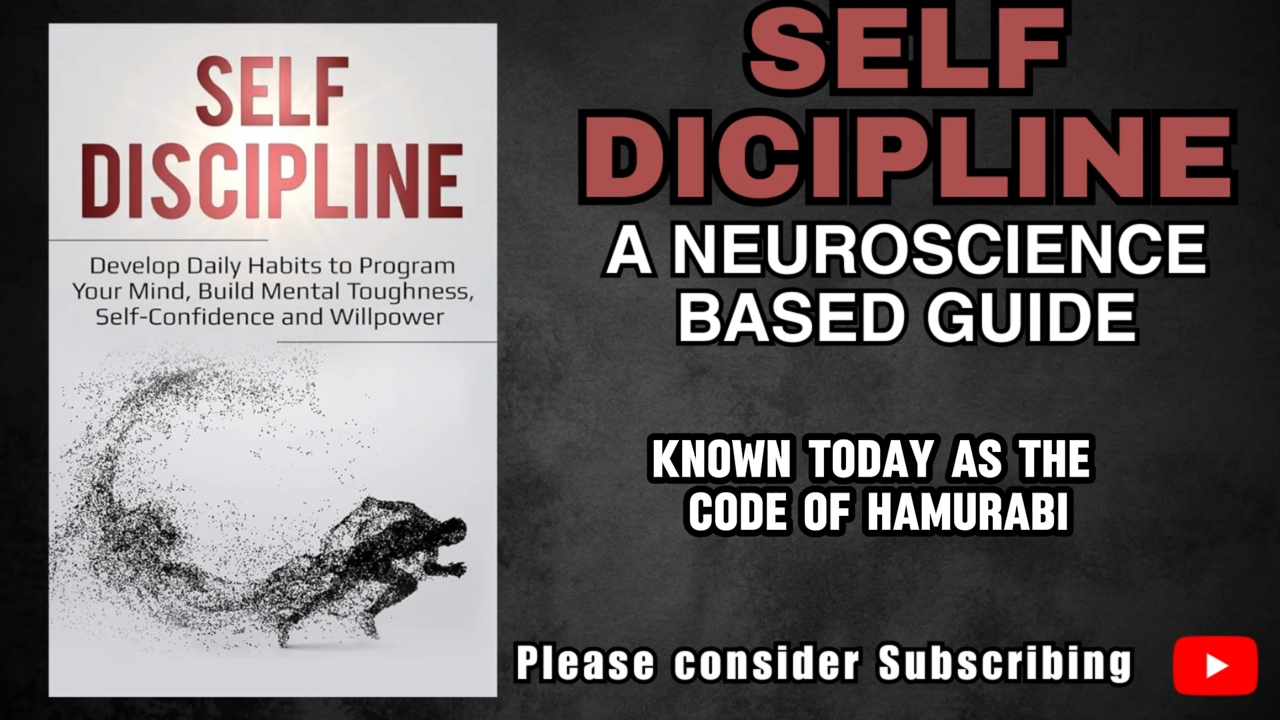 SELF
DISCIPLINE
Develop Daily Habits to Program
Your Mind, Build Mental Toughness,
Self-Confidence and Willpower
SELF
DICIPLINE
A NEUROSCIENCE
BASED GUIDE
KNOWN TODAY AS THE
CODE OF HAMURABI
Please consider Subscribing